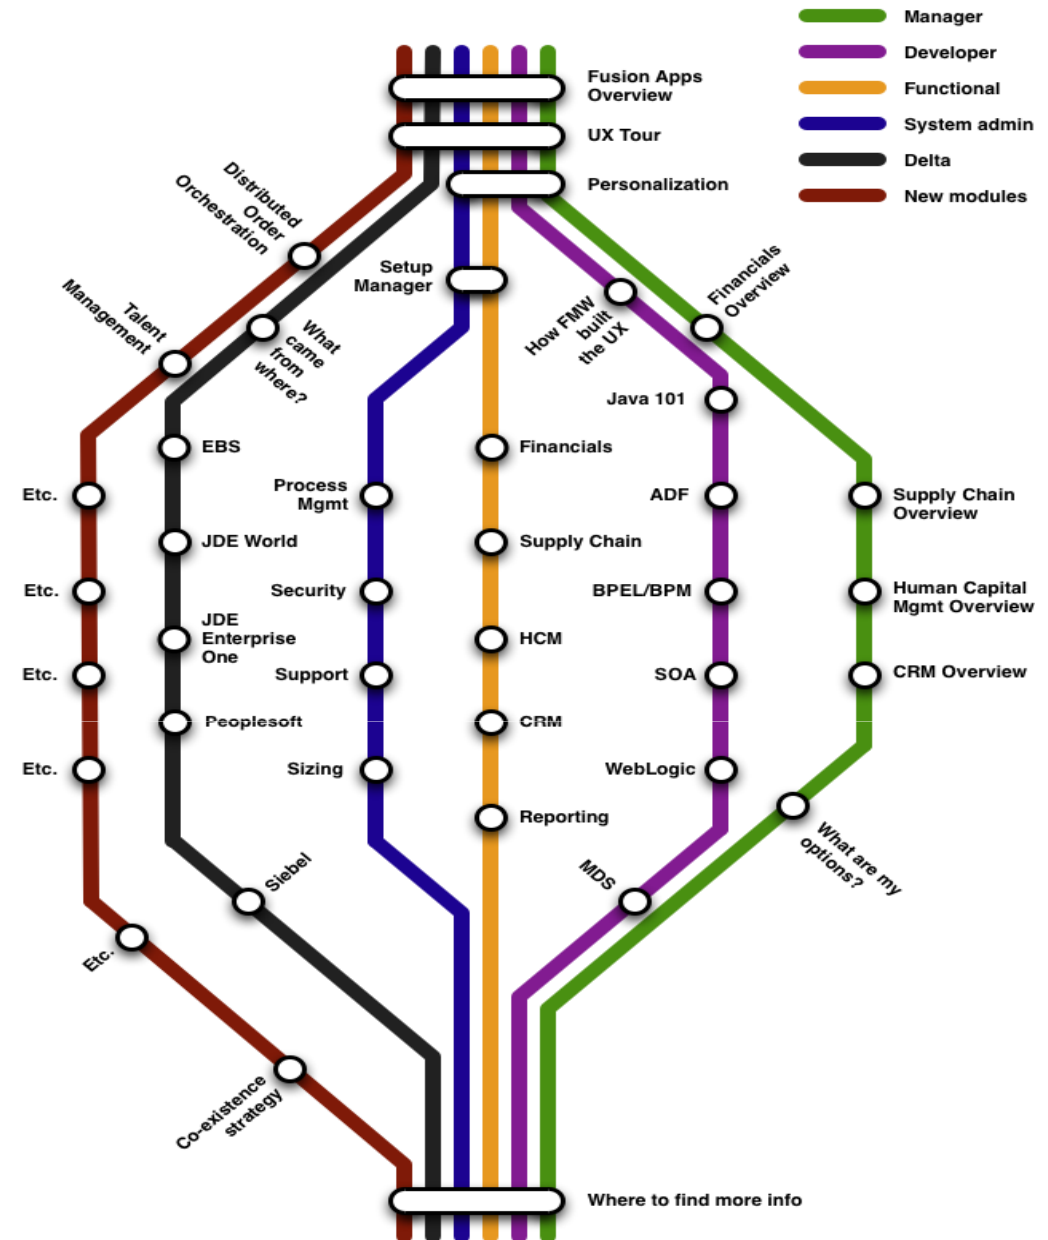 Manager
Developer
Functional
System admin
Delta
New modules
Fusion Apps
Overview
UX Tour
Personalization
Distributed
Order
Orchestration
Talent
Management
Setup
Manager
What
came
from
where?
How FMW
built
the UX
Financials
Overview
Java 101
EBS
Financials
Process
Mgmt
ADF
Supply Chain
Overview
Etc.
JDE World
Supply Chain
Etc.
Security
BPEL/BPM
Human Capital
Mgmt Overview
JDE
Enterprise
One
HCM
Etc.
Support
SOA
CRM Overview
Peoplesoft
CRM
Etc.
Sizing
WebLogic
Reporting
What are my
options?
Siebel
MDS
Etc.
Co-existence
strategy
Where to find more info